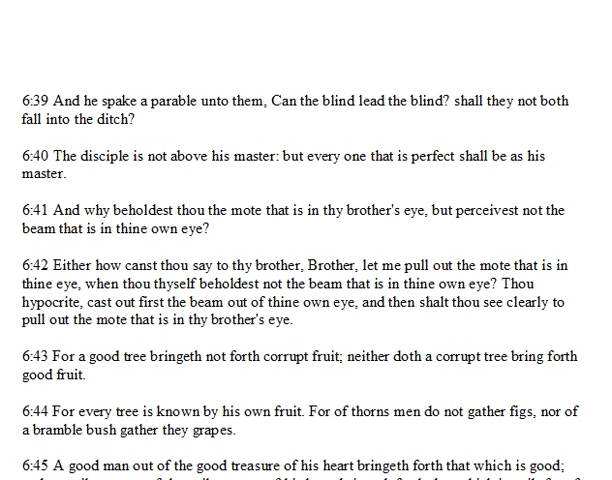 6:39 And he spake a parable unto them, Can the blind lead the blind? shall they not both
fall into the ditch?
6:40 The disciple is not above his master: but every one that is perfect shall be as his
master.
6:41 And why beholdest thou the mote that is in thy brother's eye, but perceivest not the
beam that is in thine own eye?
6:42 Either how canst thou say to thy brother, Brother, let me pull out the mote that is in
thine eye, when thou thyself beholdest not the beam that is in thine own eye? Thou
hypocrite, cast out first the beam out of thine own eye, and then shalt thou see clearly to
pull out the mote that is in thy brother's eye.
6:43 For a good tree bringeth not forth corrupt fruit; neither doth a corrupt tree bring forth
good fruit.
6:44 For every tree is known by his own fruit. For of thorns men do not gather figs, nor of
a bramble bush gather they grapes.
6:45 A good man out of the good treasure of his heart bringeth forth that which is good;